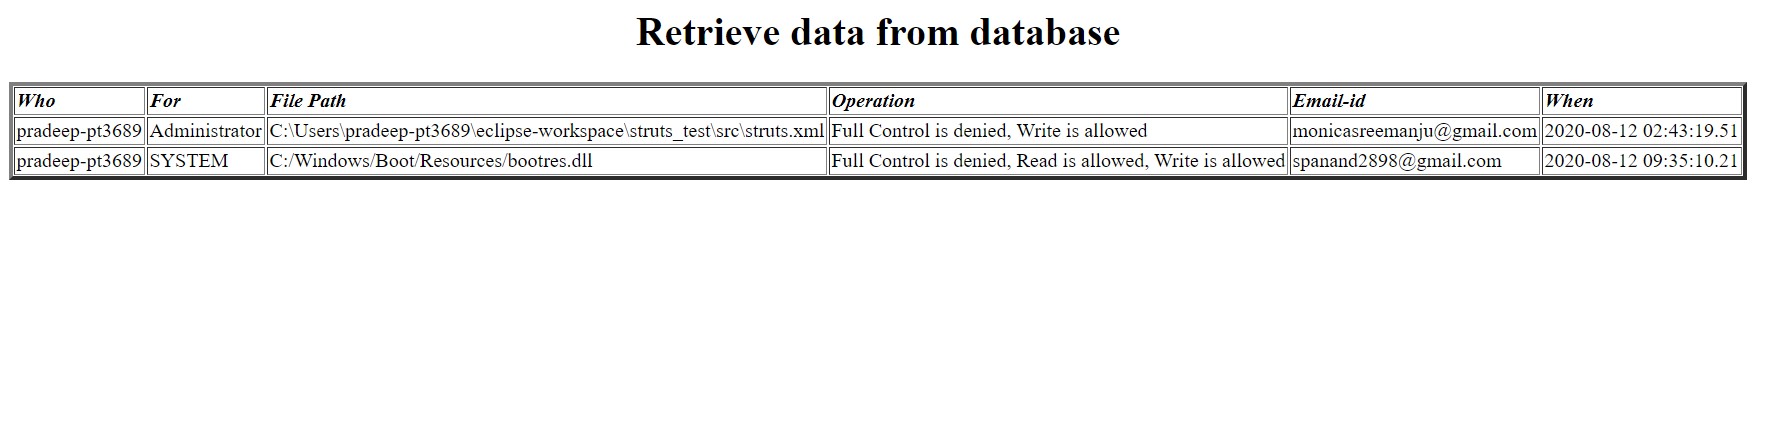 Retrieve data from database
Who For File Path Operation Email-id When
pradeep-pt3689 Administrator C:\Users\pradeep-pt3689\eclipse-workspace\struts_test\src\struts.xml Full Control is denied, Write is allowed monicasreemanju@gmail.com 2020-08-12 02:43:19.51
pradeep-pt3689 SYSTEM C:/Windows/Boot/Resources/bootres.dll Full Control is denied, Read is allowed, Write is allowed spanand2898@gmail.com 2020-08-12 09:35:10.21